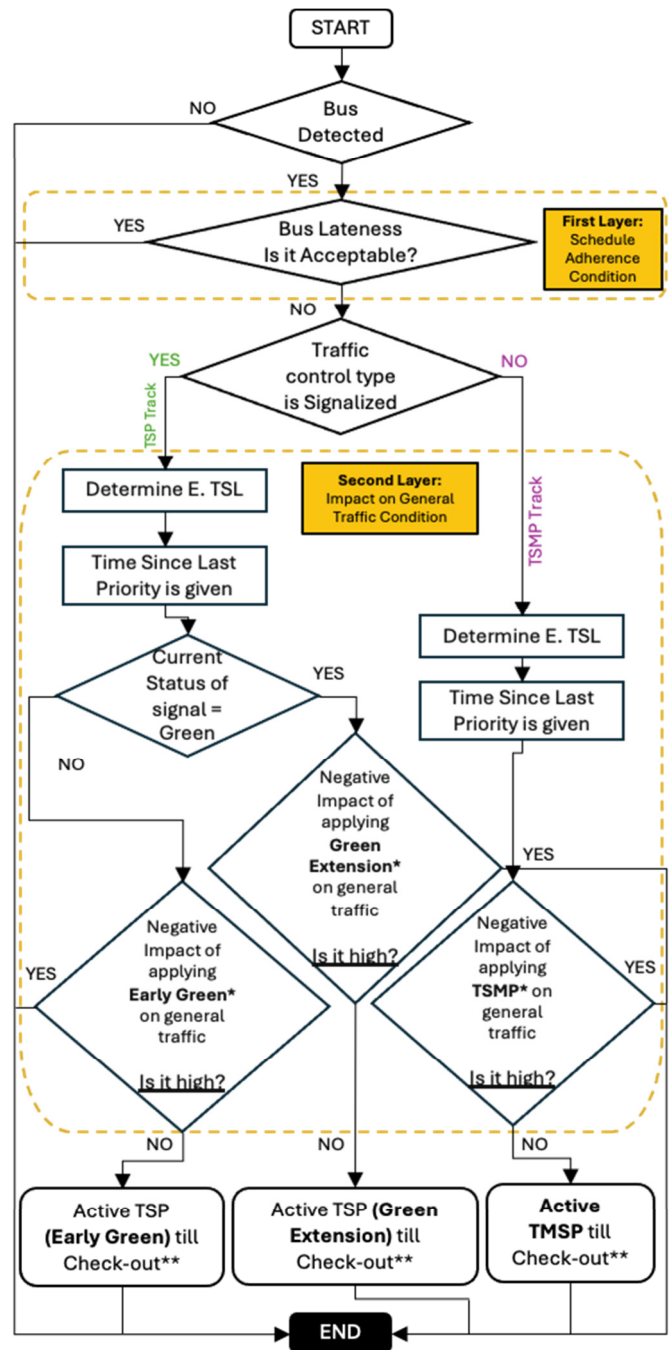 START
NO
Bus
Detected
YES
YES
Bus Lateness
Is it Acceptable?
First Layer:
Schedule
Adherence
Condition
NO
YES
Traffic
control type
is Signalized
NO
TSP Track
Second Layer:
Impact on General
Traffic Condition
TSMP Track
Determine E. TSL
Time Since Last
Priority is given
Current
Status of
signal =
Green
YES
NO
Determine E. TSL
Time Since Last
Priority is given
Negative
Impact of
applying
Green
Extension*
on general
traffic
Is it high?
YES
YES
Negative
Impact of
applying
Early Green*
on general
traffic
Is it high?
Negative
Impact of
applying
TSMP* on
general
traffic
Is it high?
YES
NO
NO
NO
Active TSP
(Early Green) till
Check-out**
Active TSP (Green
Extension) till
Check-out**
Active
TMSP till
Check-out**
END